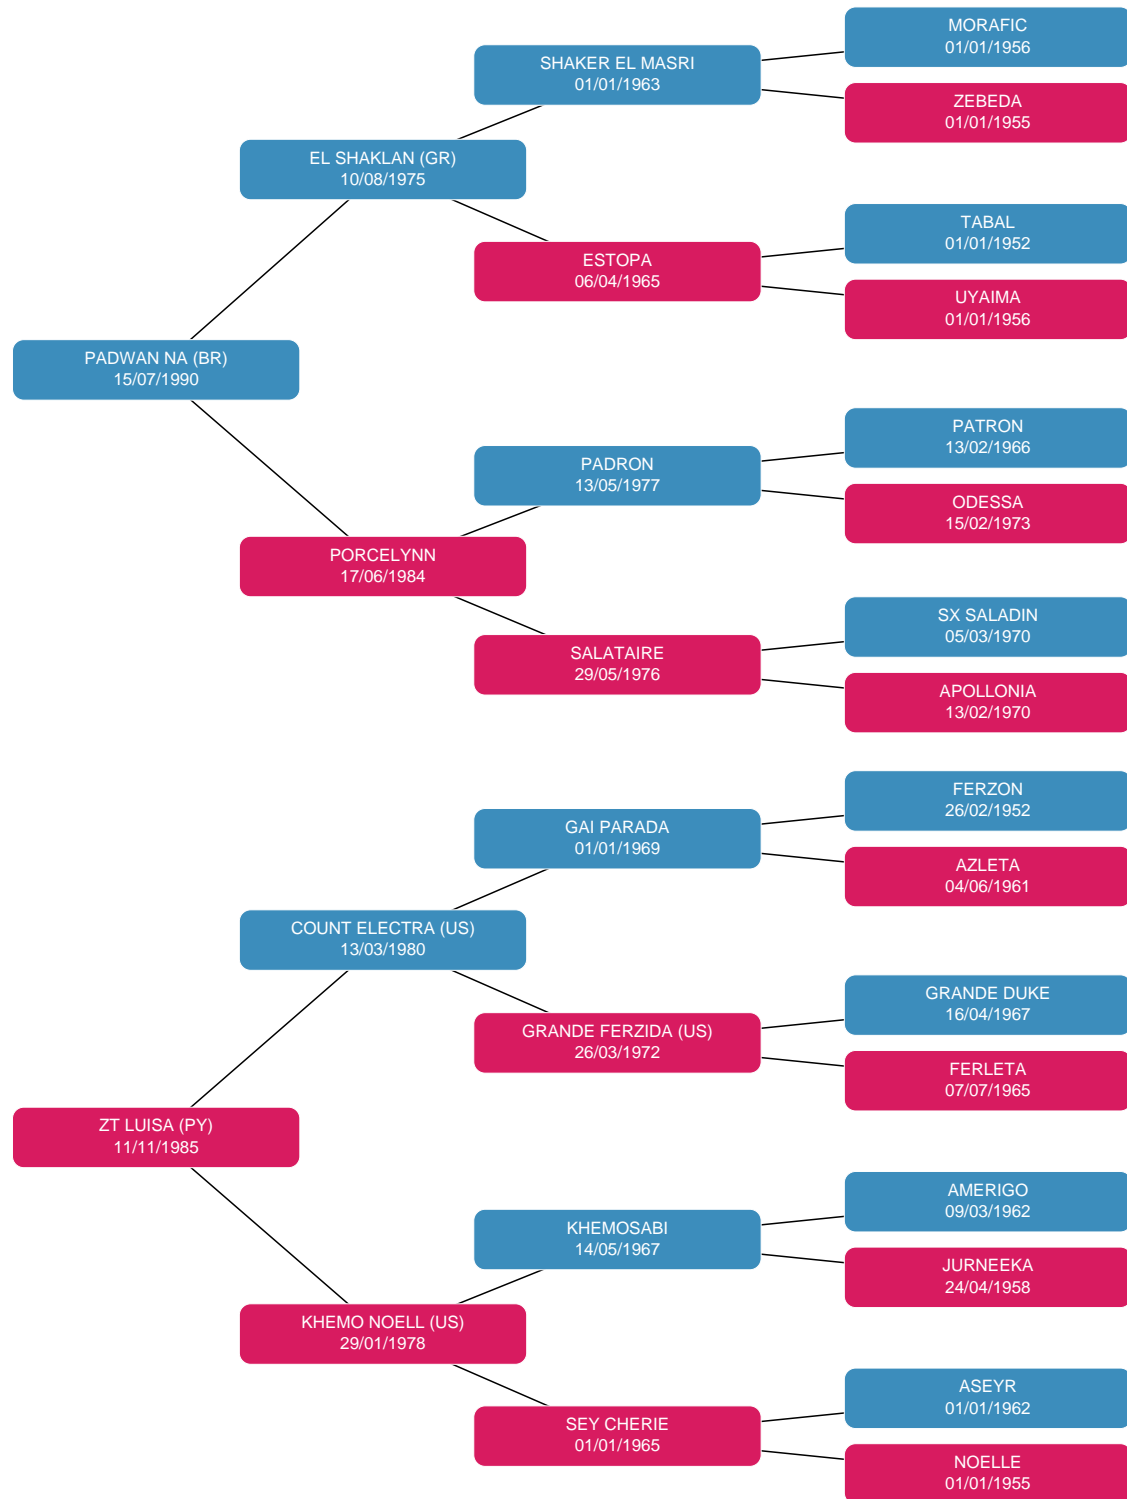 MORAFIC
01/01/1956
SHAKER EL MASRI
01/01/1963
ZEBEDA
01/01/1955
EL SHAKLAN (GR)
10/08/1975
TABAL
01/01/1952
ESTOPA
06/04/1965
UYAIMA
01/01/1956
PADWAN NA (BR)
15/07/1990
PATRON
13/02/1966
PADRON
13/05/1977
ODESSA
15/02/1973
PORCELYNN
17/06/1984
SX SALADIN
05/03/1970
SALATAIRE
29/05/1976
APOLLONIA
13/02/1970
FERZON
26/02/1952
GAI PARADA
01/01/1969
AZLETA
04/06/1961
COUNT ELECTRA (US)
13/03/1980
GRANDE DUKE
16/04/1967
GRANDE FERZIDA (US)
26/03/1972
FERLETA
07/07/1965
ZT LUISA (PY)
11/11/1985
AMERIGO
09/03/1962
KHEMOSABI
14/05/1967
JURNEEKA
24/04/1958
KHEMO NOELL (US)
29/01/1978
ASEYR
01/01/1962
SEY CHERIE
01/01/1965
NOELLE
01/01/1955